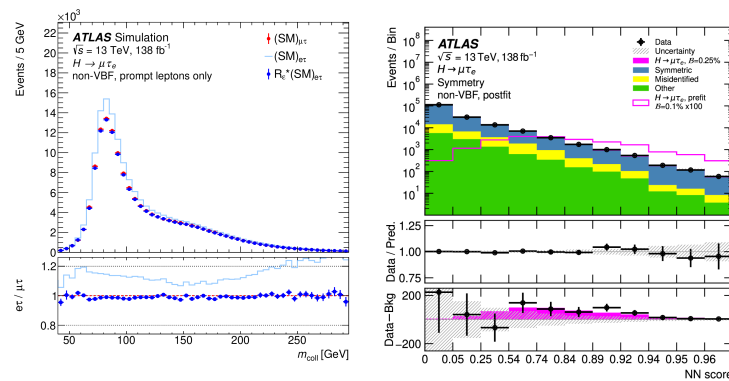 ×10³
ATLAS Simulation
√s = 13 TeV, 138 fb⁻¹
H → μτₑ
non-VBF, prompt leptons only
(SM)μτ
(SM)eτ
Rε*(SM)eτ
Events / 5 GeV
22
20
18
16
14
12
10
8
6
4
2
0
eτ / μτ
1.2
1
0.8
50 100 150 200 250
m_coll [GeV]
ATLAS
√s = 13 TeV, 138 fb⁻¹
H → μτₑ
Symmetry
non-VBF, postfit
Data
Uncertainty
H → μτₑ, ℬ=0.25%
Symmetric
Misidentified
Other
H → μτₑ, prefit
ℬ=0.1% x100
Events / Bin
10⁸
10⁷
10⁶
10⁵
10⁴
10³
10²
10
1
Data / Pred.
1.25
1.00
0.75
Data−Bkg
200
0
−200
0 0.05 0.25 0.54 0.74 0.84 0.89 0.92 0.94 0.95 0.96
NN score